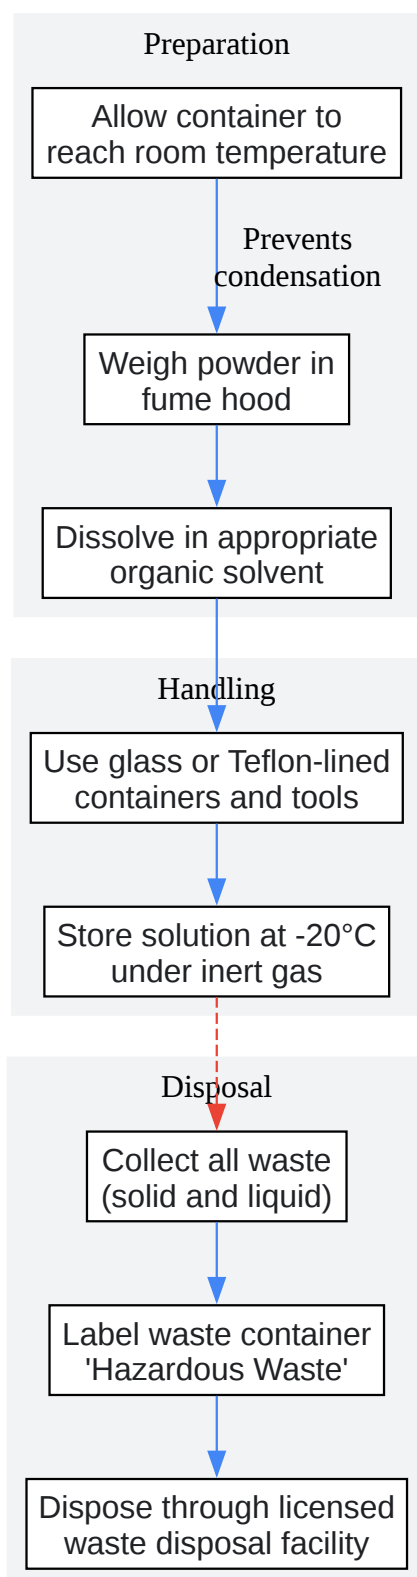 Preparation
Allow container to
reach room temperature
Prevents
condensation
Weigh powder in
fume hood
Dissolve in appropriate
organic solvent
Handling
Use glass or Teflon-lined
containers and tools
Store solution at -20°C
under inert gas
Disposal
Collect all waste
(solid and liquid)
Label waste container
'Hazardous Waste'
Dispose through licensed
waste disposal facility